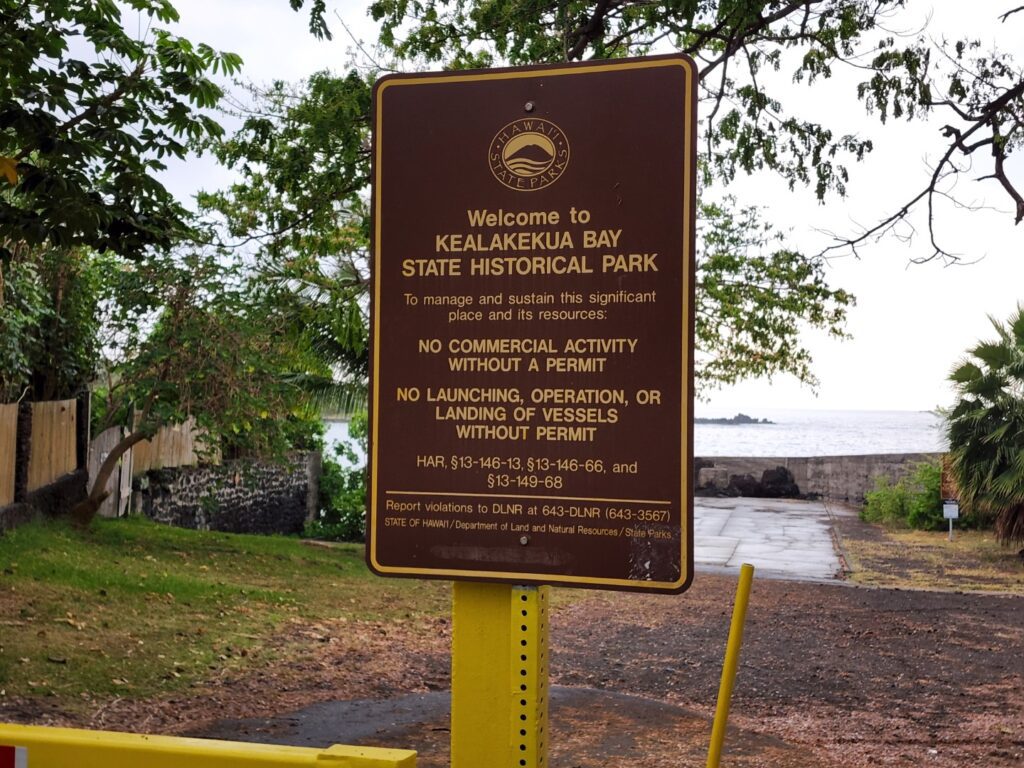 HAWAI'I
STATE PARKS
Welcome to
KEALAKEKUA BAY
STATE HISTORICAL PARK
To manage and sustain this significant
place and its resources:
NO COMMERCIAL ACTIVITY
WITHOUT A PERMIT
NO LAUNCHING, OPERATION, OR
LANDING OF VESSELS
WITHOUT PERMIT
HAR, §13-146-13, §13-146-66, and
§13-149-68
Report violations to DLNR at 643-DLNR (643-3567)
STATE OF HAWAI'I / Department of Land and Natural Resources / State Parks